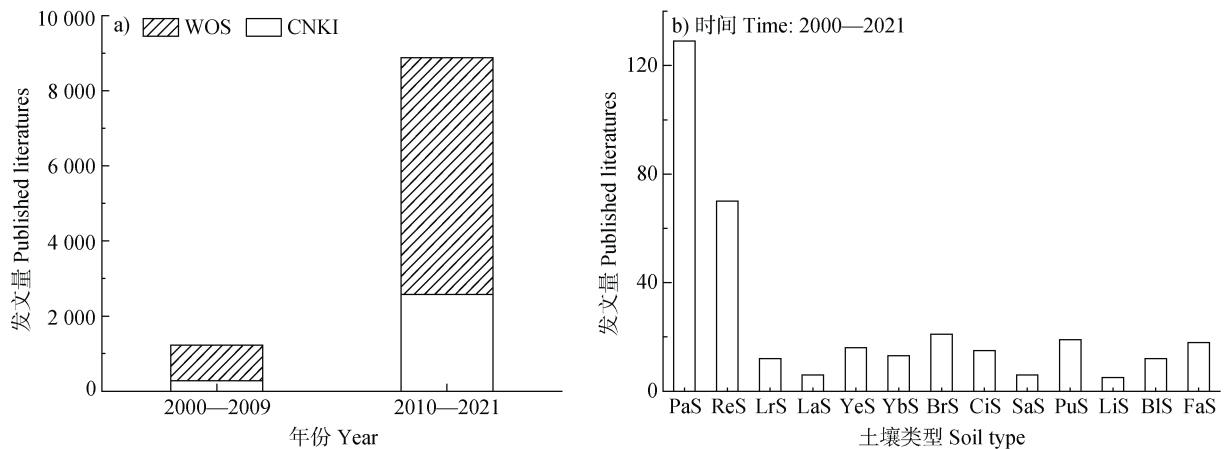 a) WOS CNKI
10 000
8 000
6 000
4 000
2 000
0
发文量 Published literatures
2000—2009 2010—2021
年份 Year
b) 时间 Time: 2000—2021
120
80
40
0
发文量 Published literatures
PaS ReS LrS LaS YeS YbS BrS CiS SaS PuS LiS BlS FaS
土壤类型 Soil type